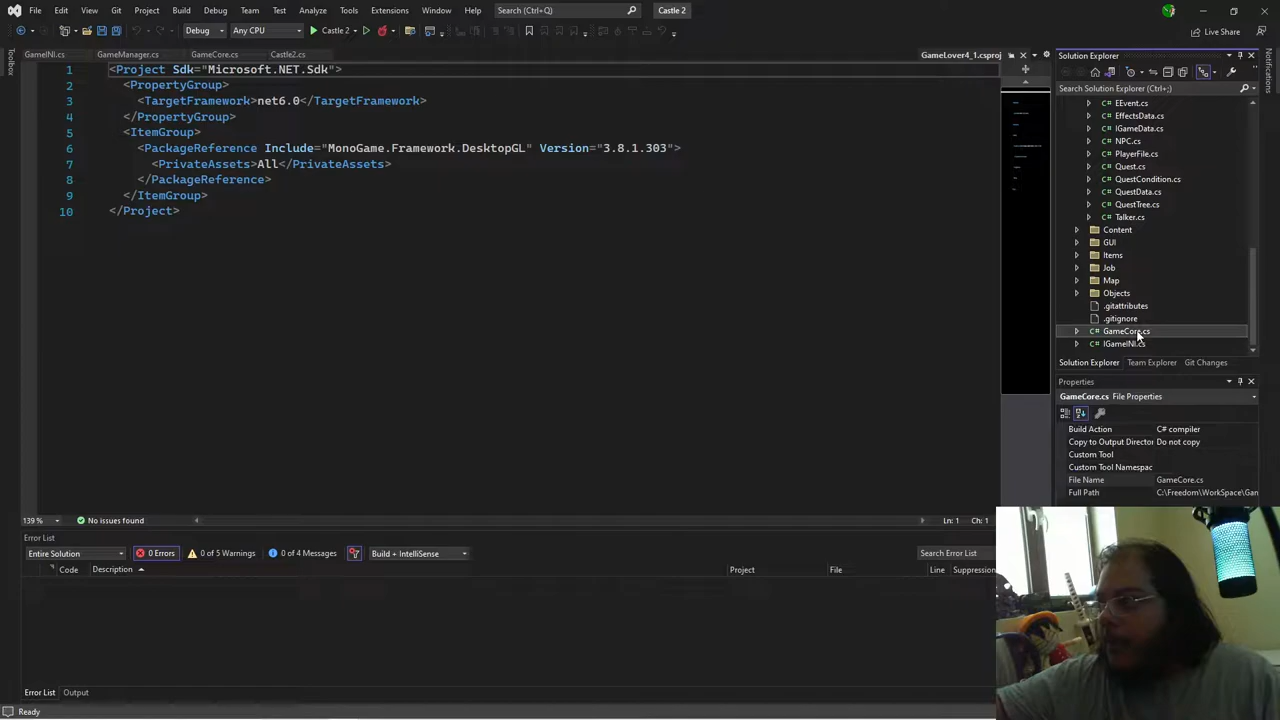 File Edit View Git Project Build Debug Team Test Analyze Tools Extensions Window Help Search (Ctrl+Q) Castle 2
Debug Any CPU Castle 2 Live Share
GameINI.cs GameManager.cs GameCore.cs Castle2.cs GameLover4_1.csproj
Toolbox
Notifications
1 <Project Sdk="Microsoft.NET.Sdk">
2 <PropertyGroup>
3 <TargetFramework>net6.0</TargetFramework>
4 </PropertyGroup>
5 <ItemGroup>
6 <PackageReference Include="MonoGame.Framework.DesktopGL" Version="3.8.1.303">
7 <PrivateAssets>All</PrivateAssets>
8 </PackageReference>
9 </ItemGroup>
10 </Project>
139 % No issues found Ln: 1 Ch: 1
Solution Explorer
Search Solution Explorer (Ctrl+;)
EEvent.cs
EffectsData.cs
IGameData.cs
NPC.cs
PlayerFile.cs
Quest.cs
QuestCondition.cs
QuestData.cs
QuestTree.cs
Talker.cs
Content
GUI
Items
Job
Map
Objects
.gitattributes
.gitignore
GameCore.cs
IGameINI.cs
Solution Explorer Team Explorer Git Changes
Properties
GameCore.cs File Properties
Build Action C# compiler
Copy to Output Director Do not copy
Custom Tool
Custom Tool Namespac
File Name GameCore.cs
Full Path C:\Freedom\WorkSpace\Gan
Error List
Entire Solution 0 Errors 0 of 5 Warnings 0 of 4 Messages Build + IntelliSense Search Error List
Code Description Project File Line Suppression
Error List Output
Ready